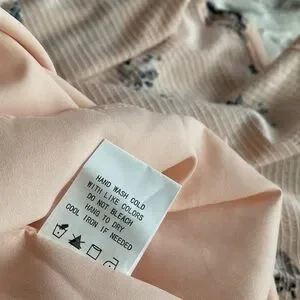 HAND WASH COLD
WITH LIKE COLORS
DO NOT BLEACH
HANG TO DRY
COOL IRON IF NEEDED